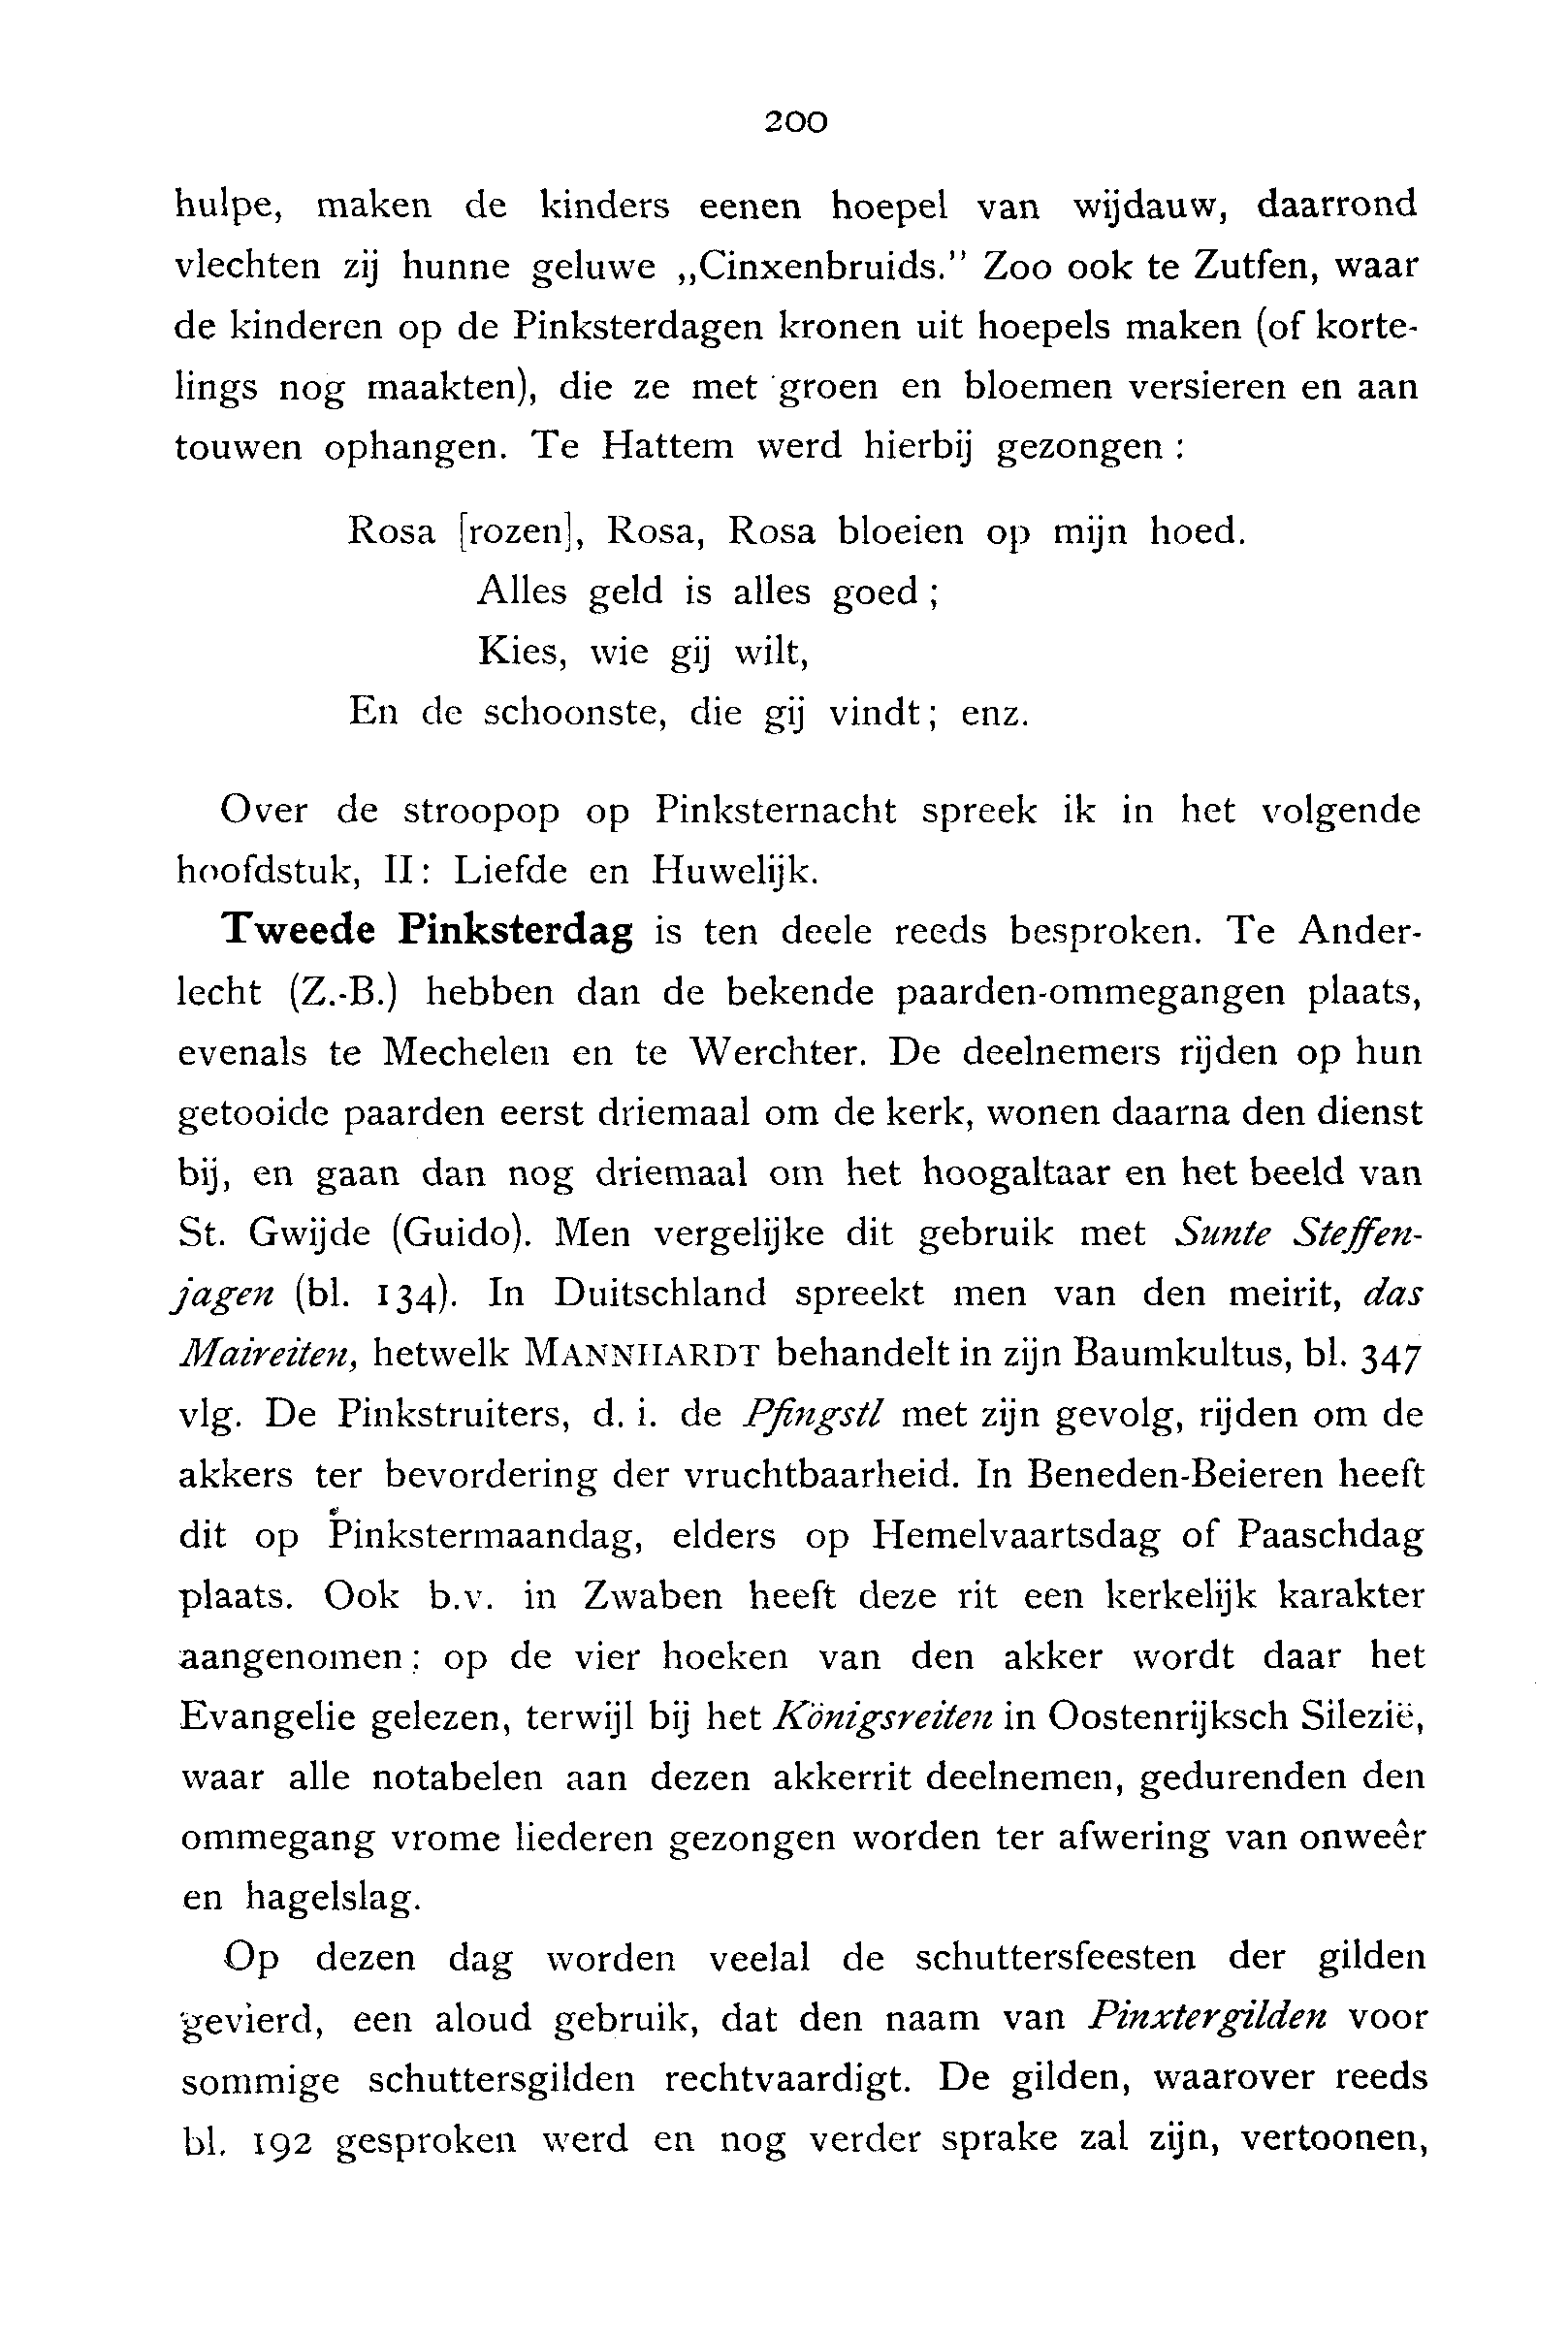 200
hulpe, maken de kinders eenen hoepel van wijdauw, daarrond
vlechten zij hunne geluwe „Cinxenbruids.” Zoo ook te Zutfen, waar
de kinderen op de Pinksterdagen kronen uit hoepels maken (of korte-
lings nog maakten), die ze met groen en bloemen versieren en aan
touwen ophangen. Te Hattem werd hierbij gezongen :
Rosa [rozen], Rosa, Rosa bloeien op mijn hoed.
Alles geld is alles goed ;
Kies, wie gij wilt,
En de schoonste, die gij vindt ; enz.
Over de stroopop op Pinksternacht spreek ik in het volgende
hoofdstuk, II : Liefde en Huwelijk.
Tweede Pinksterdag is ten deele reeds besproken. Te Ander-
lecht (Z.-B.) hebben dan de bekende paarden-ommegangen plaats,
evenals te Mechelen en te Werchter. De deelnemers rijden op hun
getooide paarden eerst driemaal om de kerk, wonen daarna den dienst
bij, en gaan dan nog driemaal om het hoogaltaar en het beeld van
St. Gwijde (Guido). Men vergelijke dit gebruik met Sunte Steffen-
jagen (bl. 134). In Duitschland spreekt men van den meirit, das
Maireiten, hetwelk MANNHARDT behandelt in zijn Baumkultus, bl. 347
vlg. De Pinkstruiters, d. i. de Pfingstl met zijn gevolg, rijden om de
akkers ter bevordering der vruchtbaarheid. In Beneden-Beieren heeft
dit op Pinkstermaandag, elders op Hemelvaartsdag of Paaschdag
plaats. Ook b.v. in Zwaben heeft deze rit een kerkelijk karakter
aangenomen : op de vier hoeken van den akker wordt daar het
Evangelie gelezen, terwijl bij het Königsreiten in Oostenrijksch Silezië,
waar alle notabelen aan dezen akkerrit deelnemen, gedurenden den
ommegang vrome liederen gezongen worden ter afwering van onweêr
en hagelslag.
Op dezen dag worden veelal de schuttersfeesten der gilden
gevierd, een aloud gebruik, dat den naam van Pinxtergilden voor
sommige schuttersgilden rechtvaardigt. De gilden, waarover reeds
bl. 192 gesproken werd en nog verder sprake zal zijn, vertoonen,